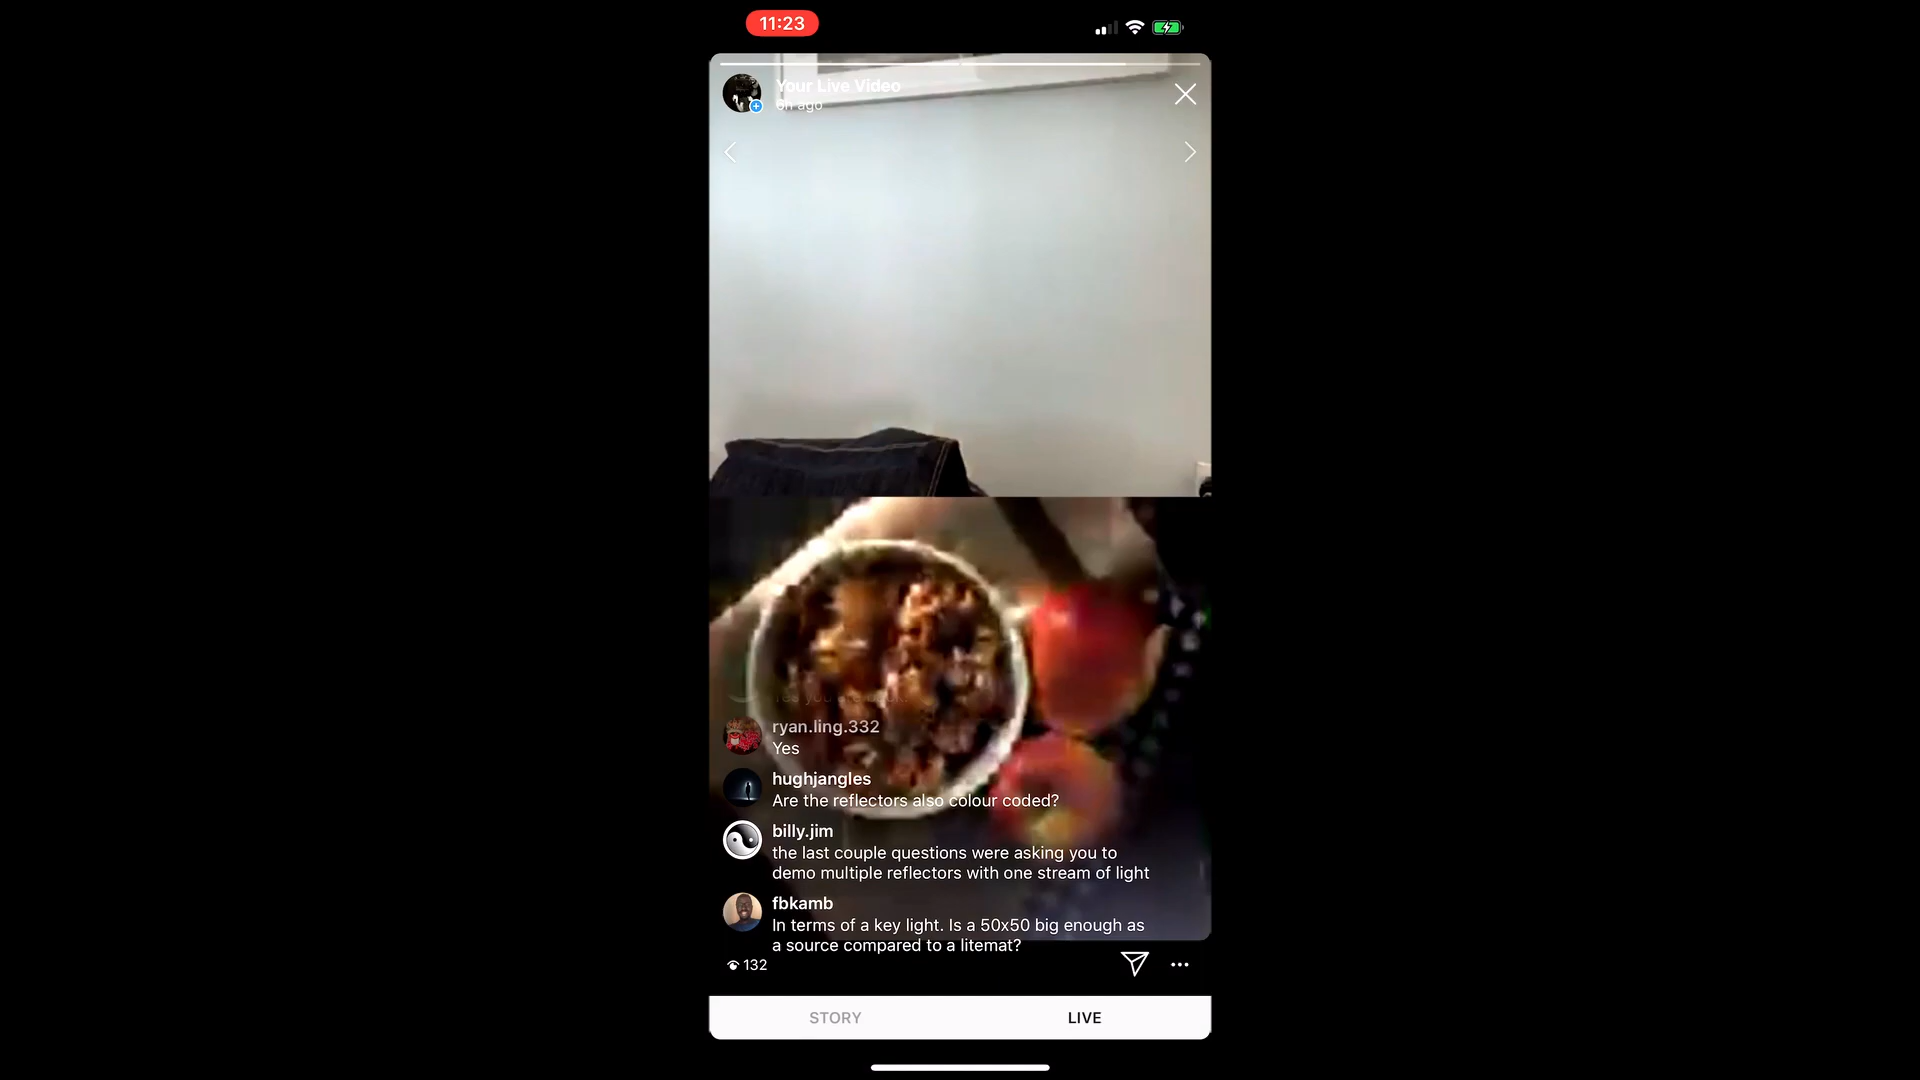 11:23
Your Live Video
6h ago
ryan.ling.332
Yes
hughjangles
Are the reflectors also colour coded?
billy.jim
the last couple questions were asking you to
demo multiple reflectors with one stream of light
fbkamb
In terms of a key light. Is a 50x50 big enough as
a source compared to a litemat?
132
STORY
LIVE